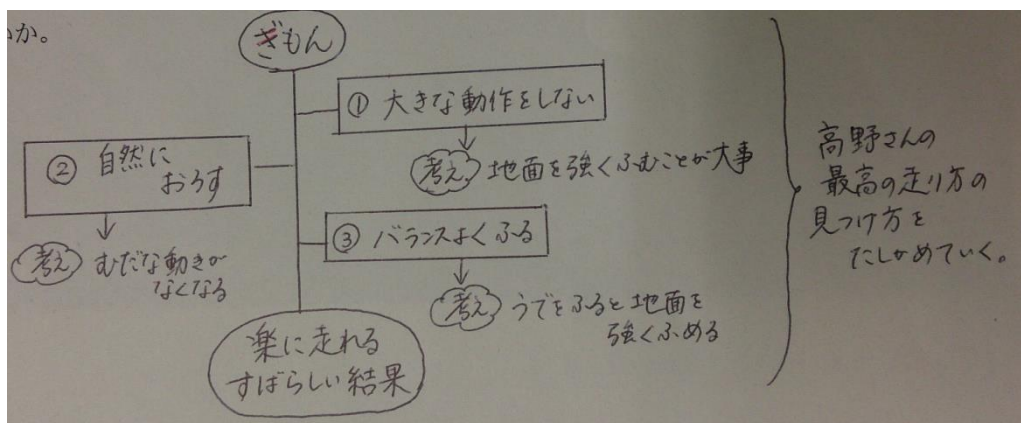 いか。
ぎもん
① 大きな動作をしない
考え 地面を強くふむことが大事
② 自然に
おろす
考え むだな動きが
なくなる
③ バランスよくふる
考え うでをふると地面を
強くふめる
楽に走れる
すばらしい結果
高野さんの
最高の走り方の
見つけ方を
たしかめていく。